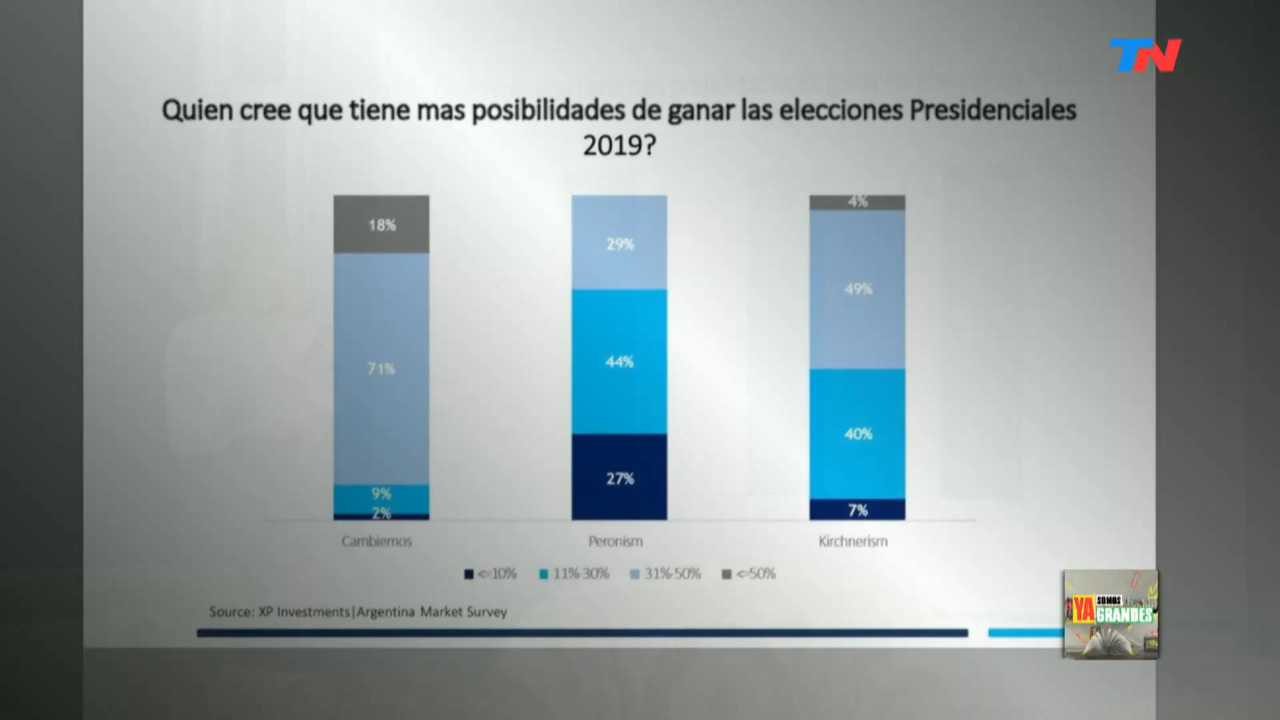 TN
Quien cree que tiene mas posibilidades de ganar las elecciones Presidenciales
2019?
18%
29%
4%
71%
44%
49%
9%
27%
40%
2%
7%
Cambiemos
Peronism
Kirchnerism
<=10%
11%-30%
31%-50%
<=50%
Source: XP Investments|Argentina Market Survey
YA SOMOS
GRANDES